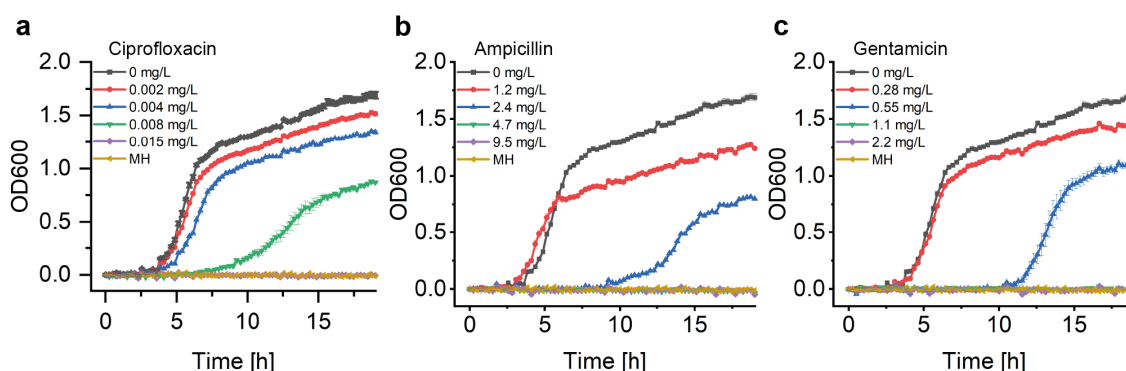 a
Ciprofloxacin
2.0
1.5
1.0
0.5
0.0
OD600
0 mg/L
0.002 mg/L
0.004 mg/L
0.008 mg/L
0.015 mg/L
MH
0
5
10
15
Time [h]
b
Ampicillin
2.0
1.5
1.0
0.5
0.0
OD600
0 mg/L
1.2 mg/L
2.4 mg/L
4.7 mg/L
9.5 mg/L
MH
0
5
10
15
Time [h]
c
Gentamicin
2.0
1.5
1.0
0.5
0.0
OD600
0 mg/L
0.28 mg/L
0.55 mg/L
1.1 mg/L
2.2 mg/L
MH
0
5
10
15
Time [h]